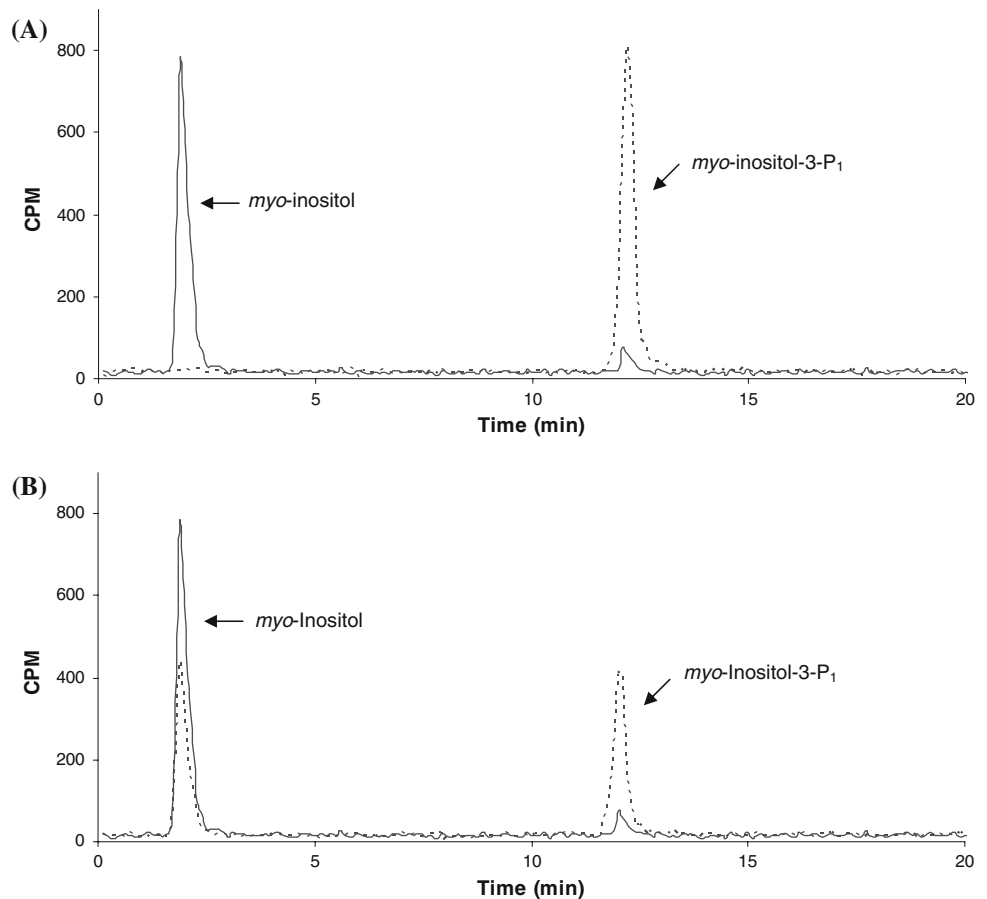 (A)
800
600
400
200
0
CPM
myo-inositol
myo-inositol-3-P₁
0 5 10 15 20
Time (min)
(B)
800
600
400
200
0
CPM
myo-Inositol
myo-Inositol-3-P₁
0 5 10 15 20
Time (min)